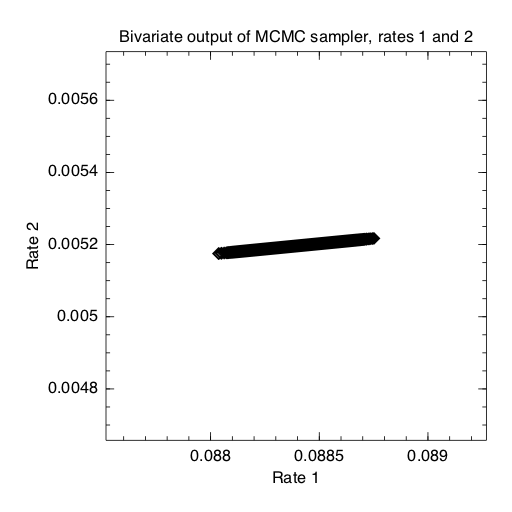 Bivariate output of MCMC sampler, rates 1 and 2
0.0056
0.0054
0.0052
0.005
0.0048
Rate 2
0.088
0.0885
0.089
Rate 1